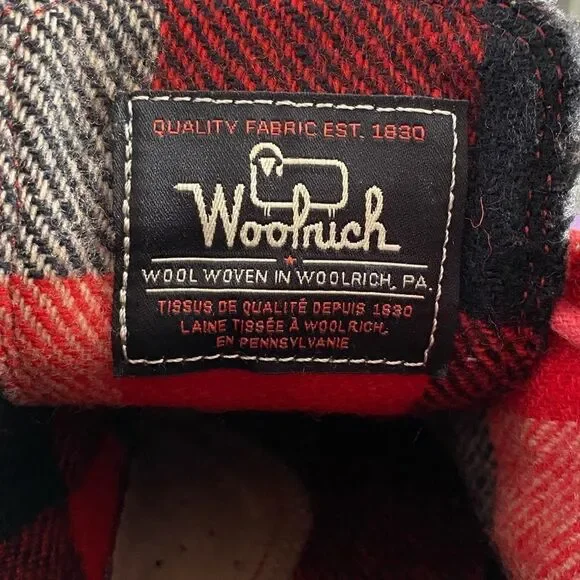 QUALITY FABRIC EST. 1830
Woolrich
WOOL WOVEN IN WOOLRICH, PA.
TISSUS DE QUALITÉ DEPUIS 1830
LAINE TISSÉE À WOOLRICH,
EN PENNSYLVANIE